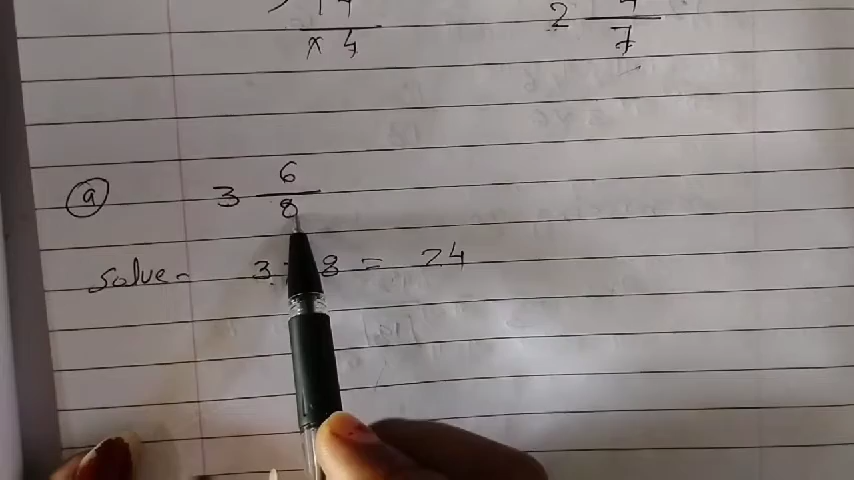 × 4
2 7
ⓐ 3 6/8
Solve- 3 8 = 24